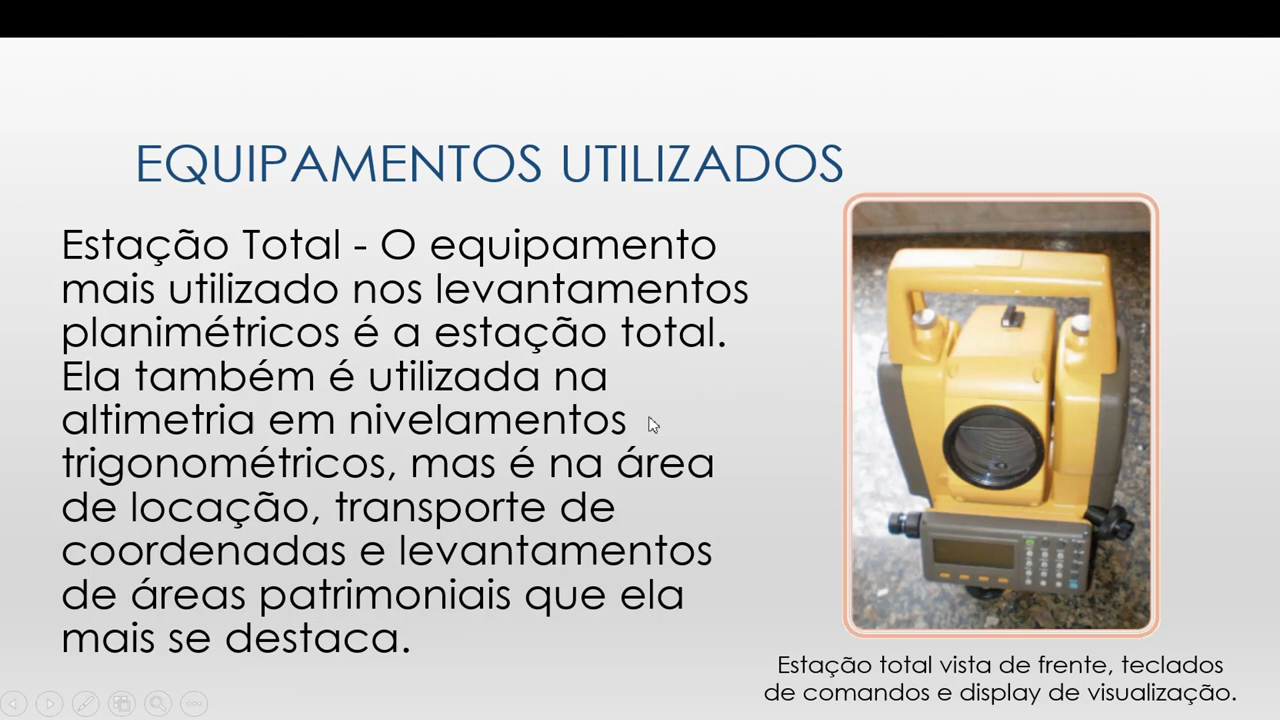 EQUIPAMENTOS UTILIZADOS
Estação Total - O equipamento
mais utilizado nos levantamentos
planimétricos é a estação total.
Ela também é utilizada na
altimetria em nivelamentos
trigonométricos, mas é na área
de locação, transporte de
coordenadas e levantamentos
de áreas patrimoniais que ela
mais se destaca.
Estação total vista de frente, teclados
de comandos e display de visualização.